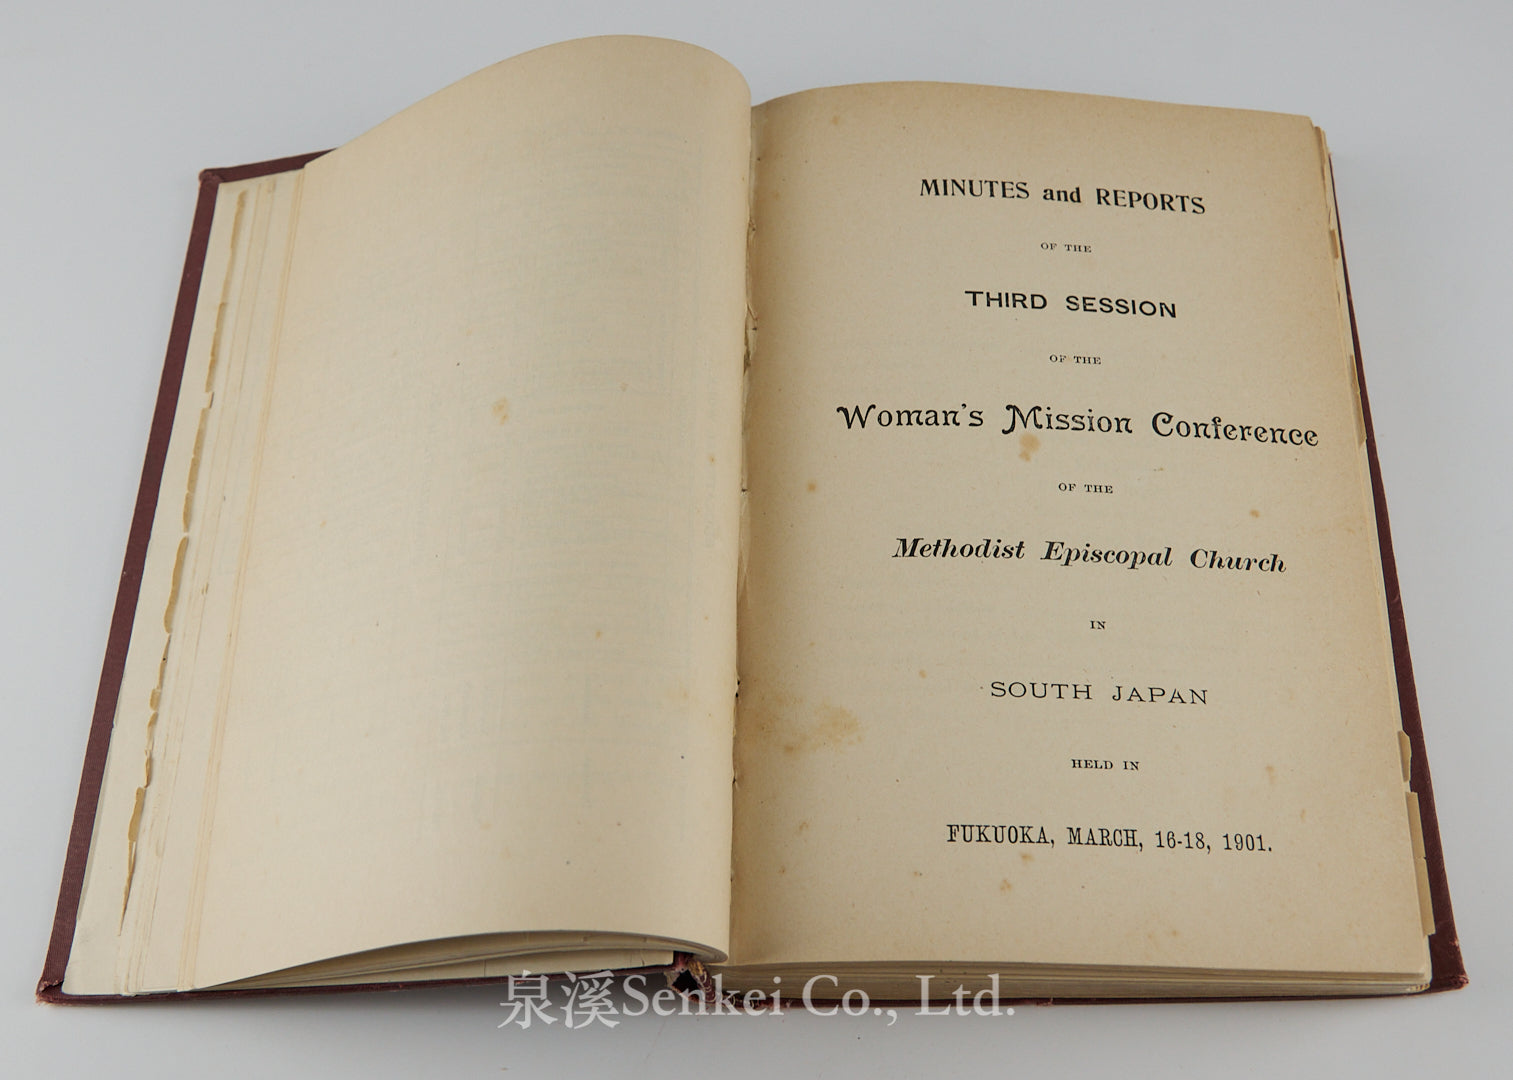 MINUTES and REPORTS
OF THE
THIRD SESSION
OF THE
Woman's Mission Conference
OF THE
Methodist Episcopal Church
IN
SOUTH JAPAN
HELD IN
FUKUOKA, MARCH, 16-18, 1901.
泉溪Senkei Co., Ltd.